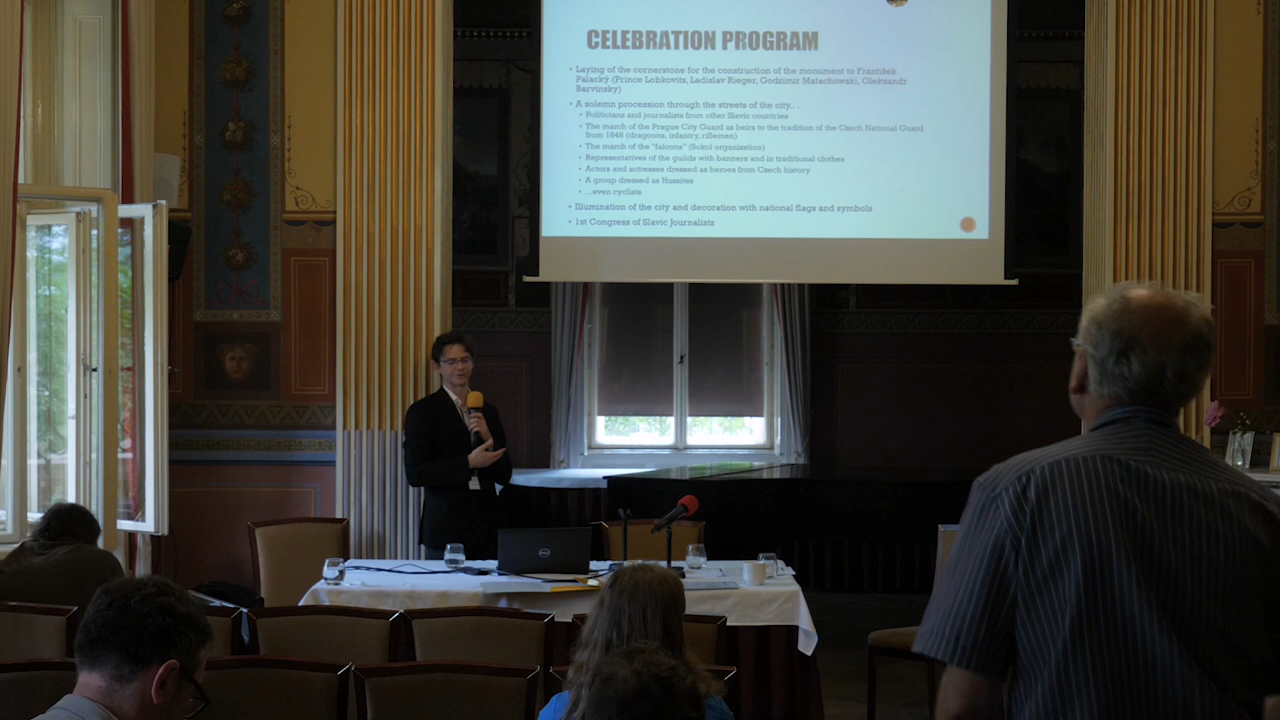 CELEBRATION PROGRAM
• Laying of the cornerstone for the construction of the monument to František
Palacký (Prince Lobkovits, Ladislav Rieger, Godzimir Małachowski, Oleksandr
Barvinsky)
• A solemn procession through the streets of the city…
• Politicians and journalists from other Slavic countries
• The march of the Prague City Guard as heirs to the tradition of the Czech National Guard
from 1848 (dragoons, infantry, riflemen)
• The march of the "falcons" (Sokol organisation)
• Representatives of the guilds with banners and in traditional clothes
• Actors and actresses dressed as heroes from Czech history
• A group dressed as Hussites
• ...even cyclists
• Illumination of the city and decoration with national flags and symbols
• 1st Congress of Slavic Journalists
DELL